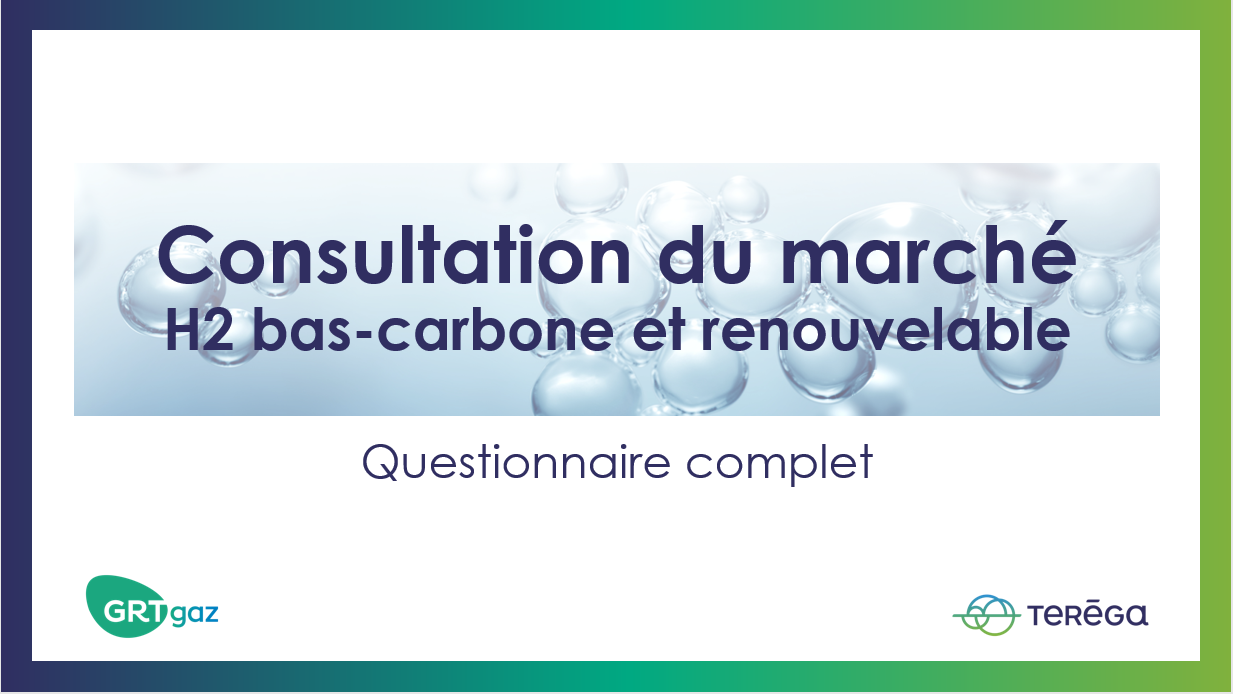 Consultation du marché
H2 bas-carbone et renouvelable
Questionnaire complet
GRTgaz
TERĒGA